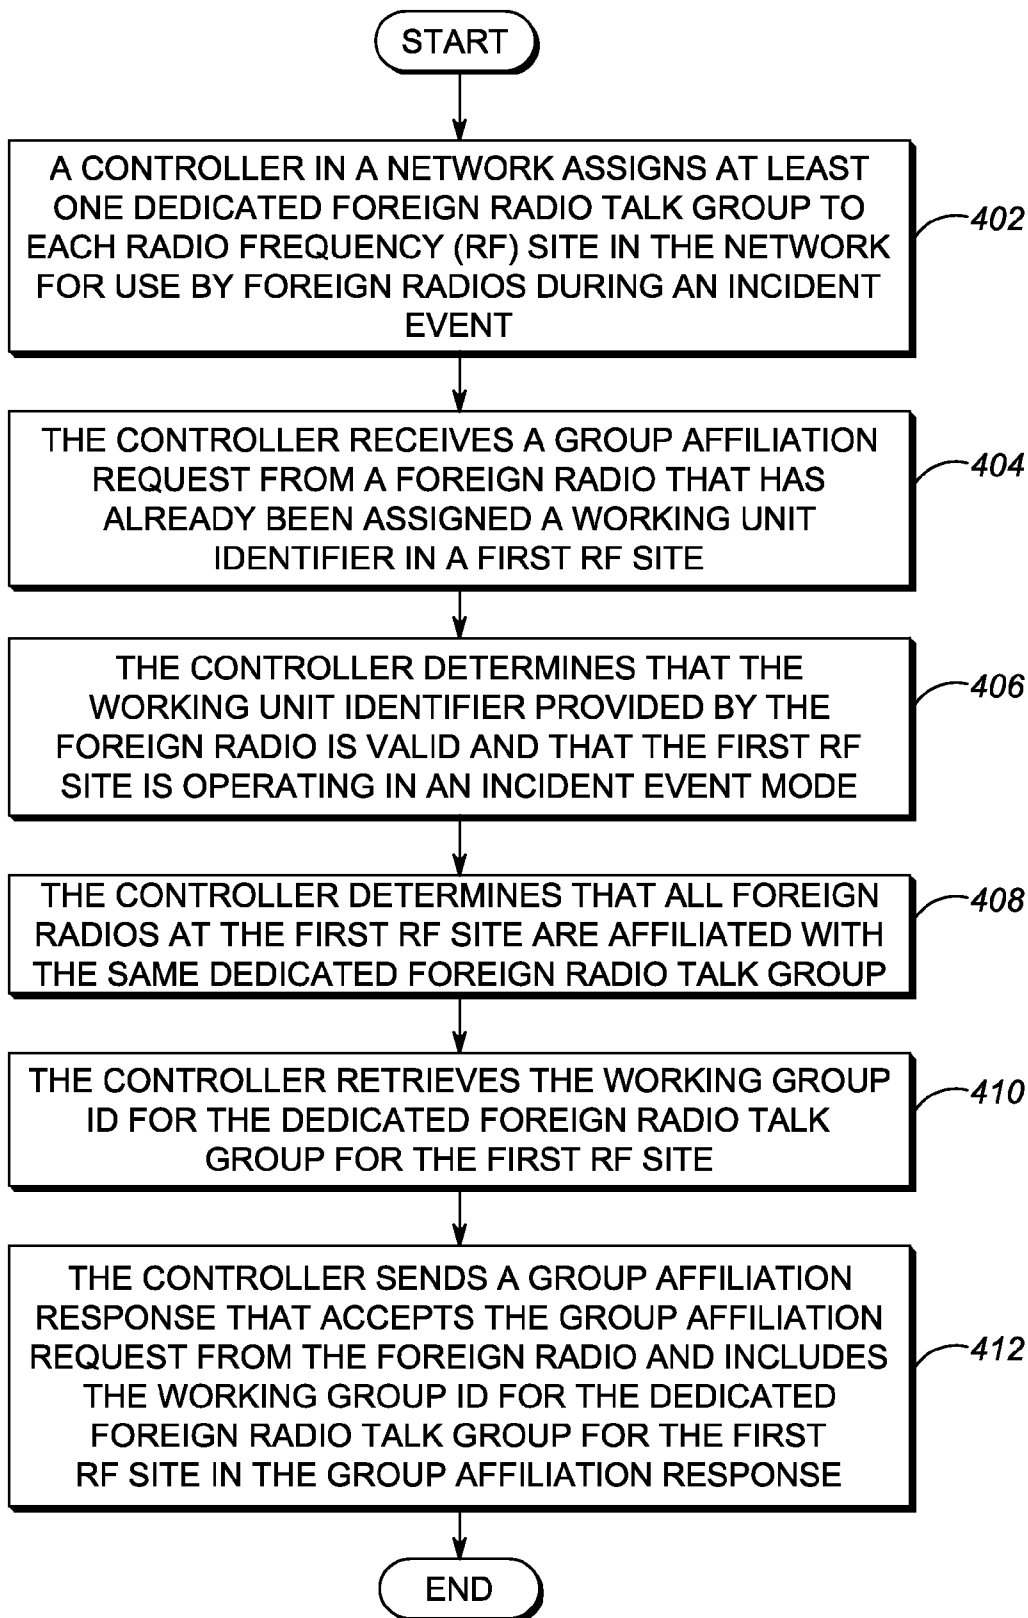 START
A CONTROLLER IN A NETWORK ASSIGNS AT LEAST
ONE DEDICATED FOREIGN RADIO TALK GROUP TO
EACH RADIO FREQUENCY (RF) SITE IN THE NETWORK
FOR USE BY FOREIGN RADIOS DURING AN INCIDENT
EVENT
402
THE CONTROLLER RECEIVES A GROUP AFFILIATION
REQUEST FROM A FOREIGN RADIO THAT HAS
ALREADY BEEN ASSIGNED A WORKING UNIT
IDENTIFIER IN A FIRST RF SITE
404
THE CONTROLLER DETERMINES THAT THE
WORKING UNIT IDENTIFIER PROVIDED BY THE
FOREIGN RADIO IS VALID AND THAT THE FIRST RF
SITE IS OPERATING IN AN INCIDENT EVENT MODE
406
THE CONTROLLER DETERMINES THAT ALL FOREIGN
RADIOS AT THE FIRST RF SITE ARE AFFILIATED WITH
THE SAME DEDICATED FOREIGN RADIO TALK GROUP
408
THE CONTROLLER RETRIEVES THE WORKING GROUP
ID FOR THE DEDICATED FOREIGN RADIO TALK
GROUP FOR THE FIRST RF SITE
410
THE CONTROLLER SENDS A GROUP AFFILIATION
RESPONSE THAT ACCEPTS THE GROUP AFFILIATION
REQUEST FROM THE FOREIGN RADIO AND INCLUDES
THE WORKING GROUP ID FOR THE DEDICATED
FOREIGN RADIO TALK GROUP FOR THE FIRST
RF SITE IN THE GROUP AFFILIATION RESPONSE
412
END